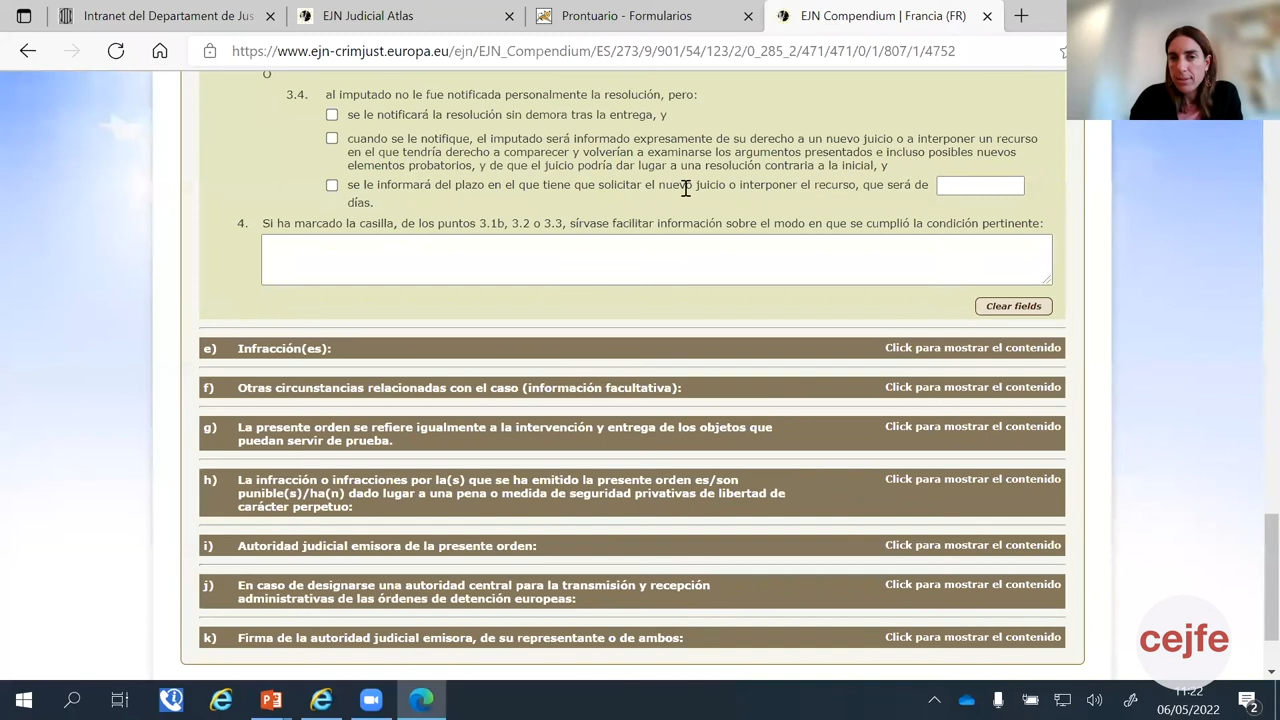 Intranet del Departament de Jus
EJN Judicial Atlas
Prontuario - Formularios
EJN Compendium | Francia (FR)
https://www.ejn-crimjust.europa.eu/ejn/EJN_Compendium/ES/273/9/901/54/123/2/0_285_2/471/471/0/1/807/1/4752
O
3.4. al imputado no le fue notificada personalmente la resolución, pero:
se le notificará la resolución sin demora tras la entrega, y
cuando se le notifique, el imputado será informado expresamente de su derecho a un nuevo juicio o a interponer un recurso
en el que tendría derecho a comparecer y volverían a examinarse los argumentos presentados e incluso posibles nuevos
elementos probatorios, y de que el juicio podría dar lugar a una resolución contraria a la inicial, y
se le informará del plazo en el que tiene que solicitar el nuevo juicio o interponer el recurso, que será de
días.
4. Si ha marcado la casilla, de los puntos 3.1b, 3.2 o 3.3, sírvase facilitar información sobre el modo en que se cumplió la condición pertinente:
Clear fields
e) Infracción(es): Click para mostrar el contenido
f) Otras circunstancias relacionadas con el caso (información facultativa): Click para mostrar el contenido
g) La presente orden se refiere igualmente a la intervención y entrega de los objetos que Click para mostrar el contenido
puedan servir de prueba.
h) La infracción o infracciones por la(s) que se ha emitido la presente orden es/son Click para mostrar el contenido
punible(s)/ha(n) dado lugar a una pena o medida de seguridad privativas de libertad de
carácter perpetuo:
i) Autoridad judicial emisora de la presente orden: Click para mostrar el contenido
j) En caso de designarse una autoridad central para la transmisión y recepción Click para mostrar el contenido
administrativas de las órdenes de detención europeas:
k) Firma de la autoridad judicial emisora, de su representante o de ambos: Click para mostrar el contenido
cejfe
11:22
06/05/2022
2